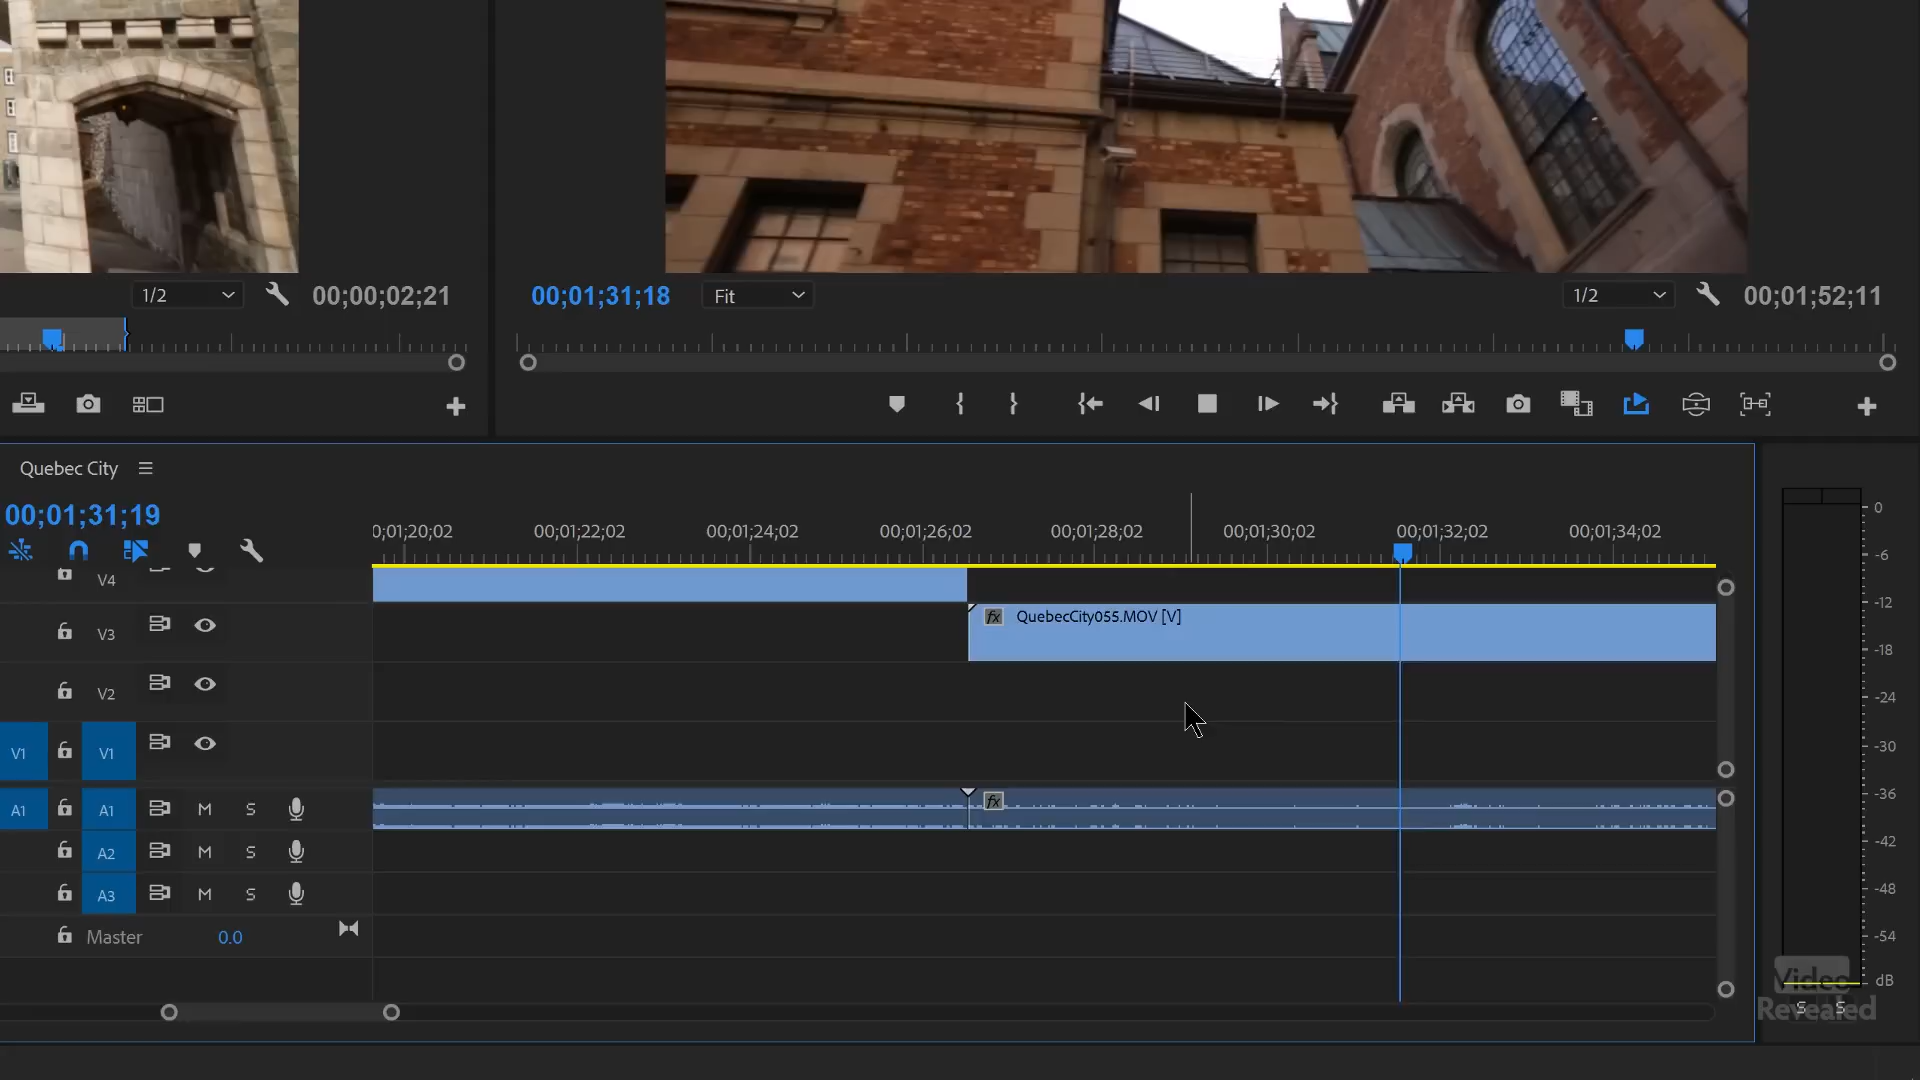 1/2
00;00;02;21
00;01;31;18
Fit
1/2
00;01;52;11
Quebec City
00;01;31;19
0;01;20;02
00;01;22;02
00;01;24;02
00;01;26;02
00;01;28;02
00;01;30;02
00;01;32;02
00;01;34;02
V4
V3
fx QuebecCity055.MOV [V]
V2
V1 V1
A1 A1 M S
fx
A2 M S
A3 M S
Master 0.0
0
-6
-12
-18
-24
-30
-36
-42
-48
-54
dB
S S
Video
Revealed